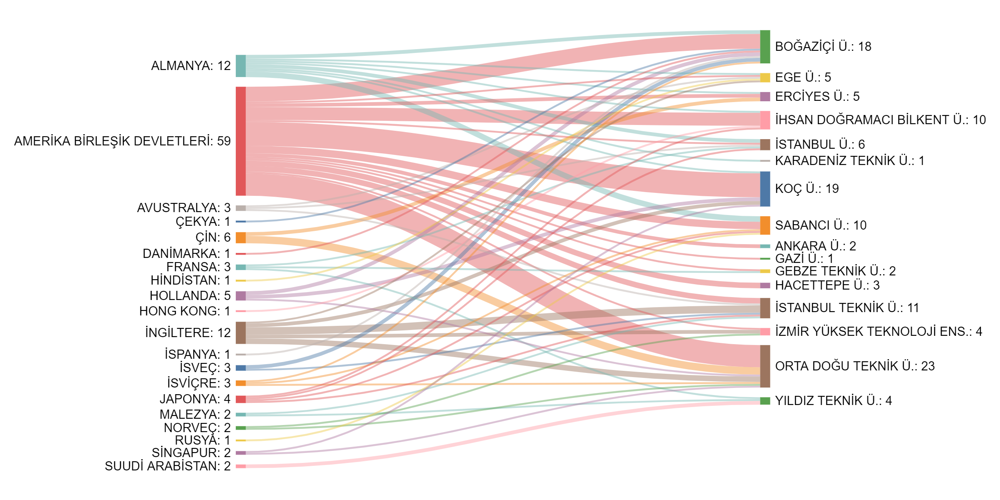 ALMANYA: 12
AMERİKA BİRLEŞİK DEVLETLERİ: 59
AVUSTRALYA: 3
ÇEKYA: 1
ÇİN: 6
DANİMARKA: 1
FRANSA: 3
HİNDİSTAN: 1
HOLLANDA: 5
HONG KONG: 1
İNGİLTERE: 12
İSPANYA: 1
İSVEÇ: 3
İSVİÇRE: 3
JAPONYA: 4
MALEZYA: 2
NORVEÇ: 2
RUSYA: 1
SİNGAPUR: 2
SUUDİ ARABİSTAN: 2
BOĞAZİÇİ Ü.: 18
EGE Ü.: 5
ERCİYES Ü.: 5
İHSAN DOĞRAMACI BİLKENT Ü.: 10
İSTANBUL Ü.: 6
KARADENİZ TEKNİK Ü.: 1
KOÇ Ü.: 19
SABANCI Ü.: 10
ANKARA Ü.: 2
GAZİ Ü.: 1
GEBZE TEKNİK Ü.: 2
HACETTEPE Ü.: 3
İSTANBUL TEKNİK Ü.: 11
İZMİR YÜKSEK TEKNOLOJİ ENS.: 4
ORTA DOĞU TEKNİK Ü.: 23
YILDIZ TEKNİK Ü.: 4